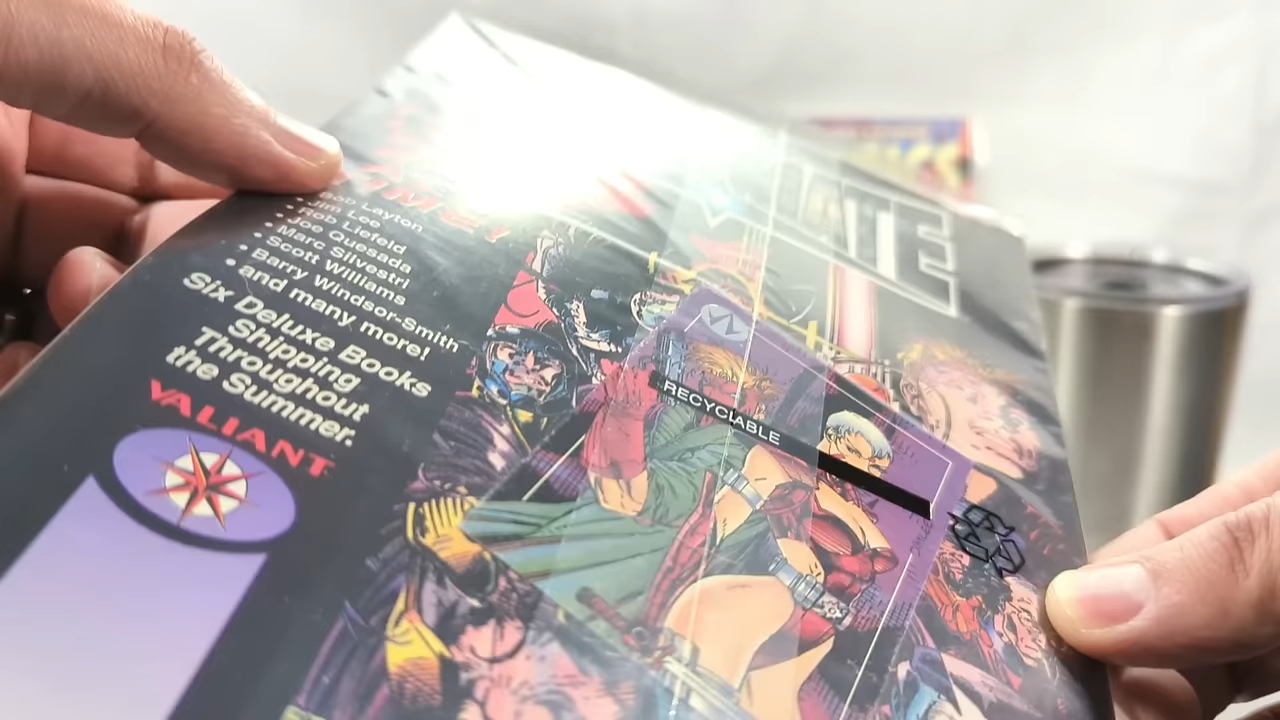 TIME!
• Bob Layton
• Jim Lee
• Rob Liefeld
• Joe Quesada
• Marc Silvestri
• Scott Williams
• Barry Windsor-Smith
• and many more!
Six Deluxe Books
Shipping
Throughout
the Summer.
VALIANT
RECYCLABLE